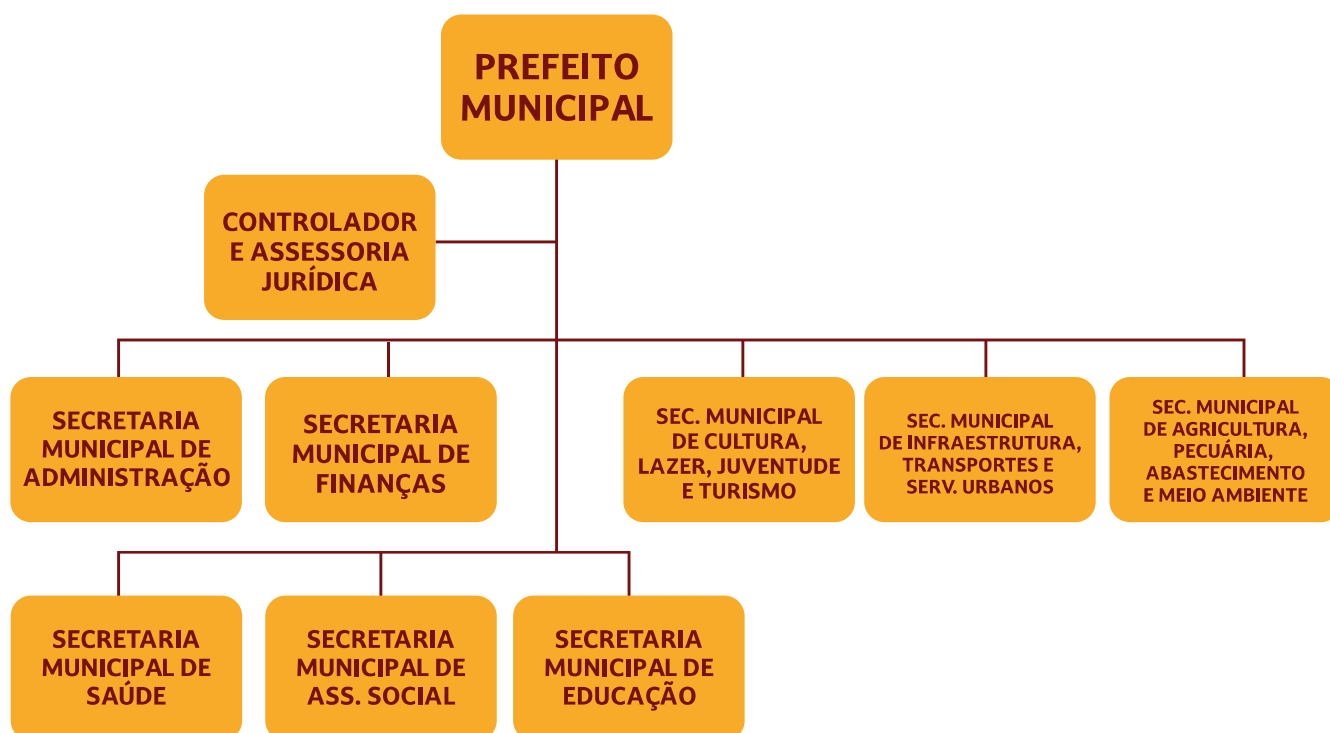 PREFEITO
MUNICIPAL
CONTROLADOR
E ASSESSORIA
JURÍDICA
SECRETARIA
MUNICIPAL DE
ADMINISTRAÇÃO
SECRETARIA
MUNICIPAL DE
FINANÇAS
SEC. MUNICIPAL
DE CULTURA,
LAZER, JUVENTUDE
E TURISMO
SEC. MUNICIPAL
DE INFRAESTRUTURA,
TRANSPORTES E
SERV. URBANOS
SEC. MUNICIPAL
DE AGRICULTURA,
PECUÁRIA,
ABASTECIMENTO
E MEIO AMBIENTE
SECRETARIA
MUNICIPAL DE
SAÚDE
SECRETARIA
MUNICIPAL DE
ASS. SOCIAL
SECRETARIA
MUNICIPAL DE
EDUCAÇÃO